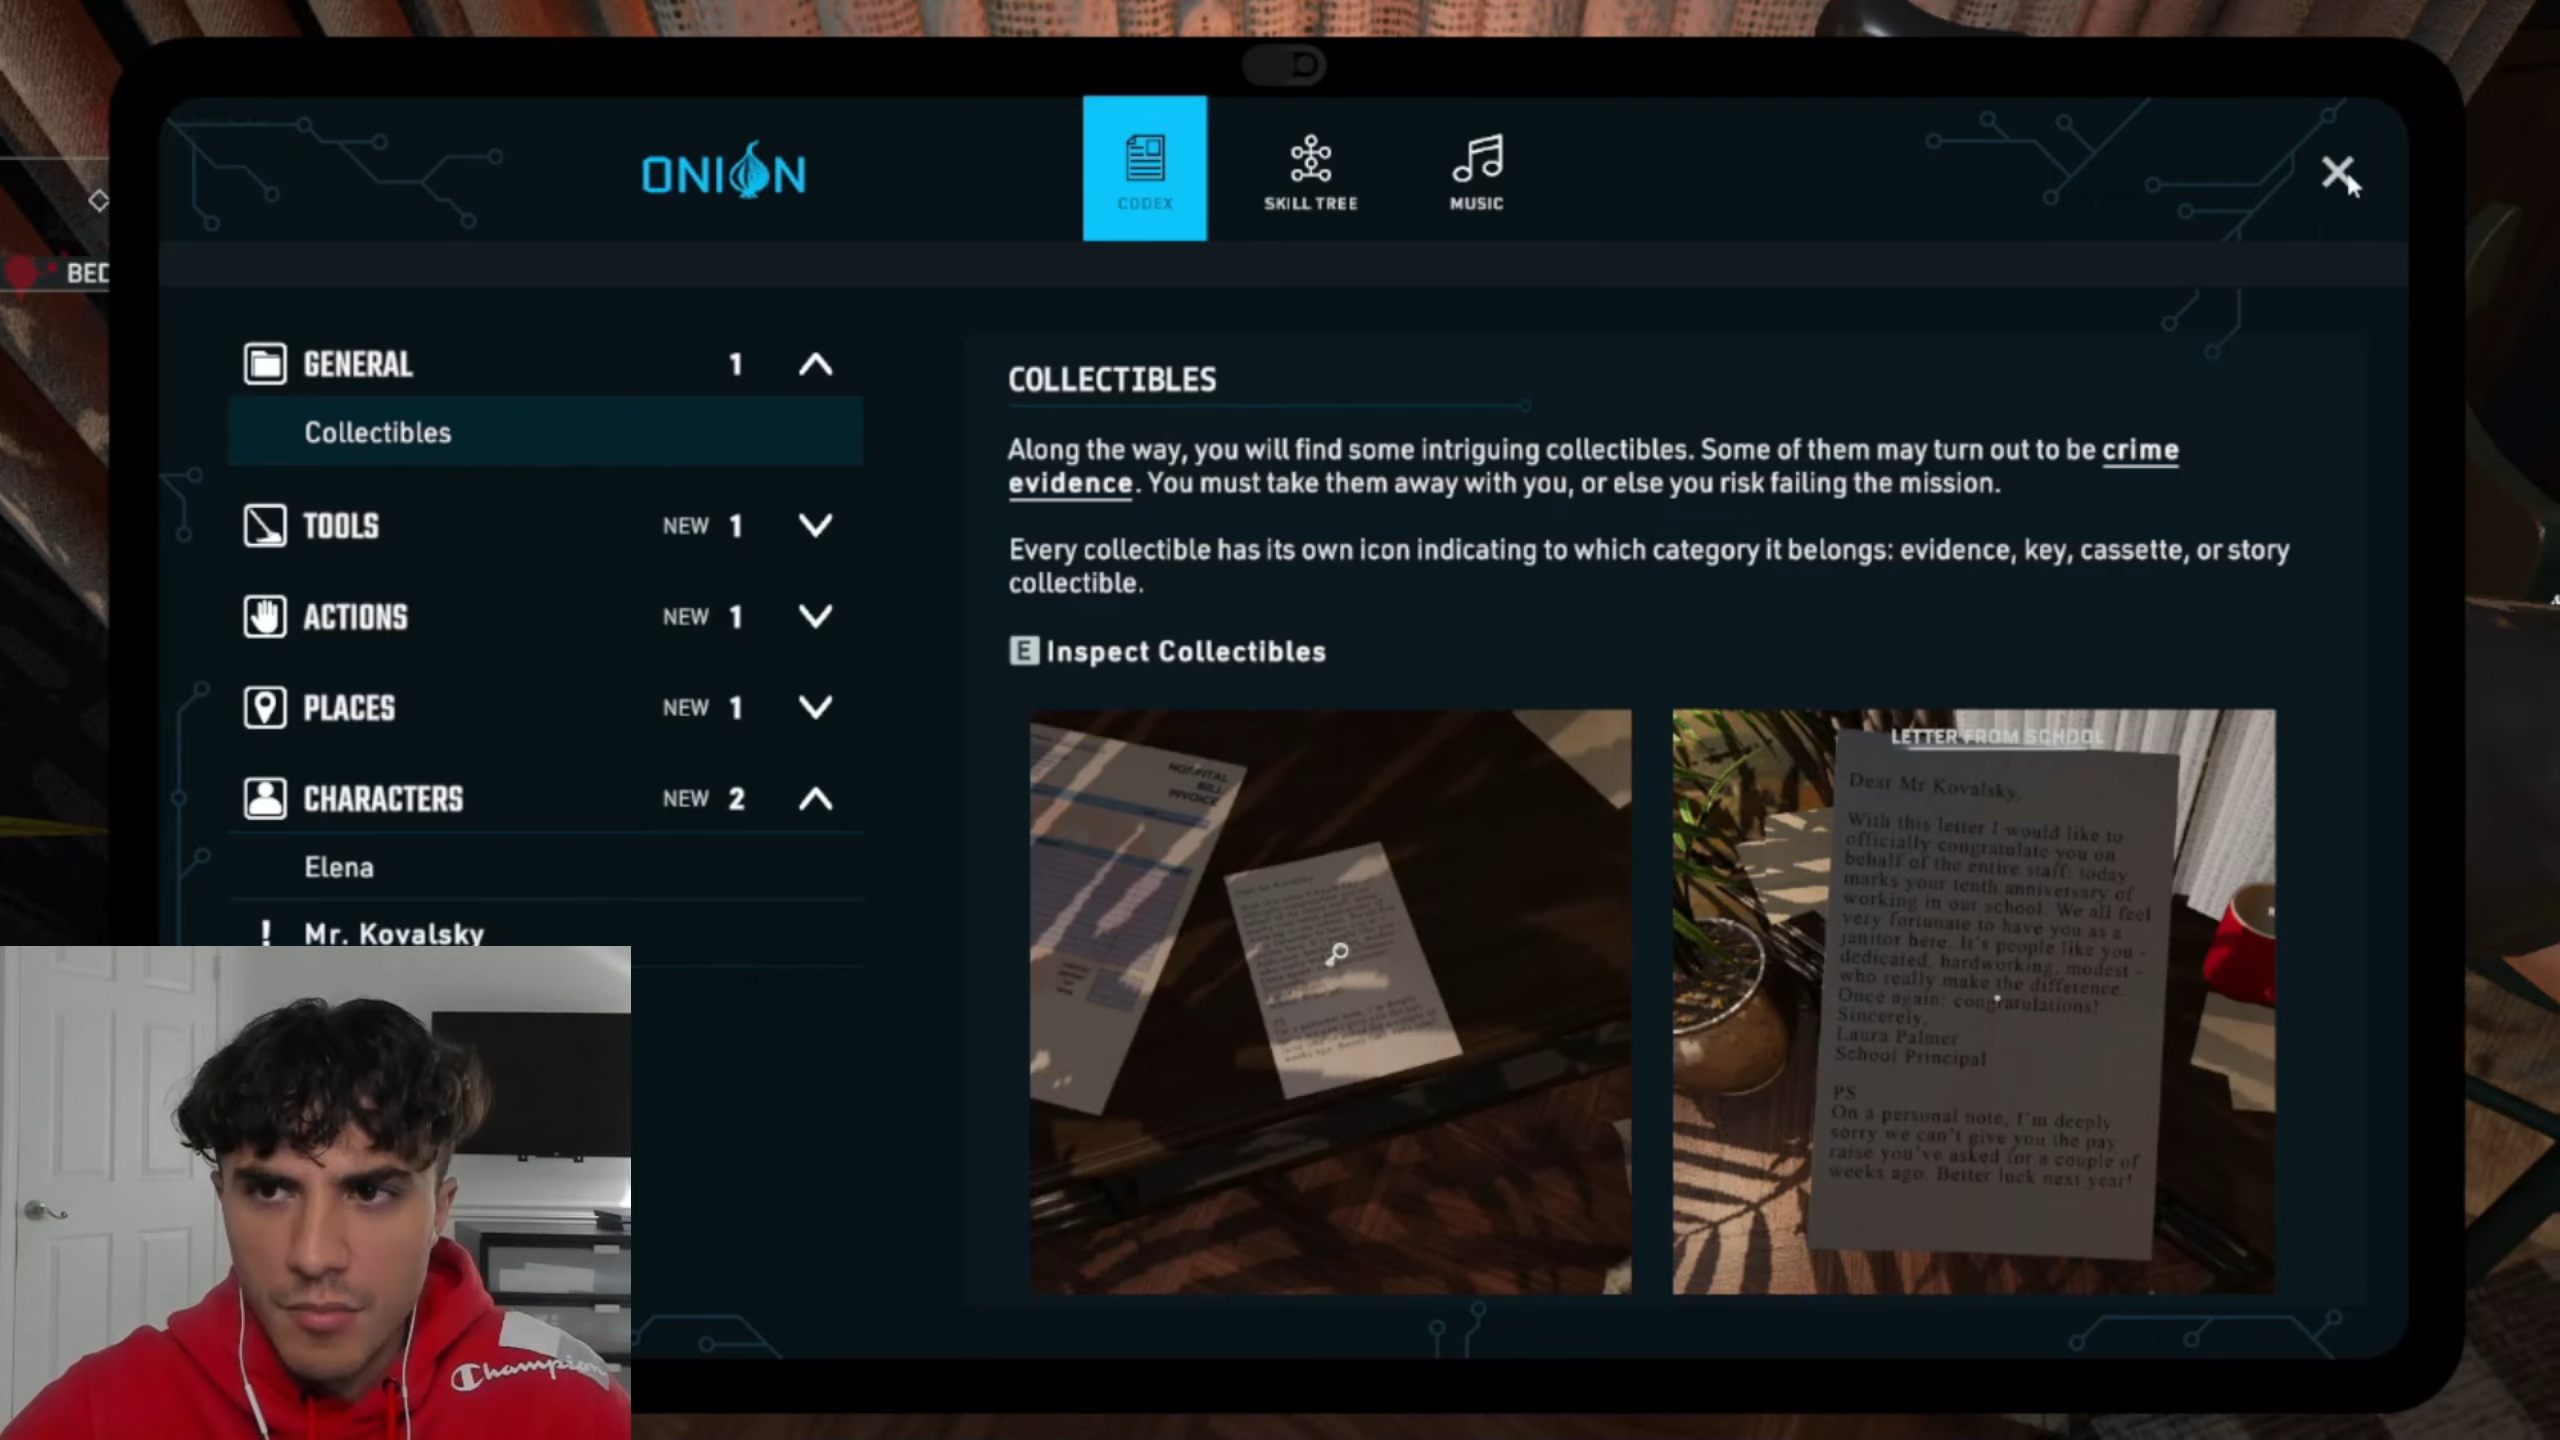 ONION
CODEX
SKILL TREE
MUSIC
BED
GENERAL 1
Collectibles
TOOLS NEW 1
ACTIONS NEW 1
PLACES NEW 1
CHARACTERS NEW 2
Elena
! Mr. Kovalsky
COLLECTIBLES
Along the way, you will find some intriguing collectibles. Some of them may turn out to be crime
evidence. You must take them away with you, or else you risk failing the mission.
Every collectible has its own icon indicating to which category it belongs: evidence, key, cassette, or story
collectible.
E Inspect Collectibles
HOSPITAL
BILL
INVOICE
LETTER FROM SCHOOL
Dear Mr Kovalsky,
With this letter I would like to
officially congratulate you on
behalf of the entire staff: today
marks your tenth anniversary of
working in our school. We all feel
very fortunate to have you as a
janitor here. It's people like you -
dedicated, hardworking, modest -
who really make the difference.
Once again: congratulations!
Sincerely,
Laura Palmer
School Principal
PS
On a personal note, I'm deeply
sorry we can't give you the pay
raise you've asked for a couple of
weeks ago. Better luck next year!
Champion